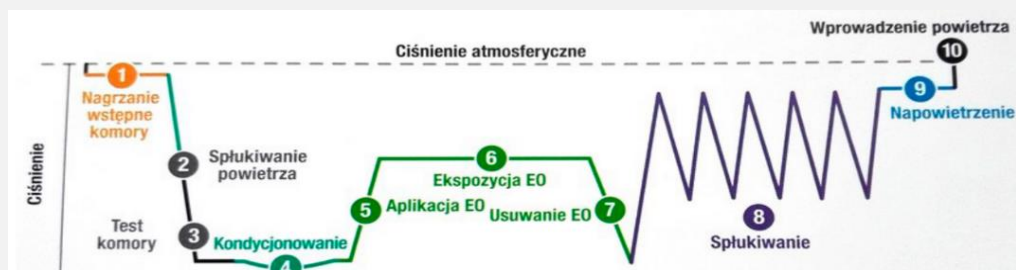 Wprowadzenie powietrza
10
Ciśnienie atmosferyczne
1
Nagrzanie
wstępne
komory
9
Napowietrzenie
Ciśnienie
2
Spłukiwanie
powietrza
6
Ekspozycja EO
5
Aplikacja EO
Usuwanie EO
7
8
Spłukiwanie
Test
komory
3
Kondycjonowanie
4